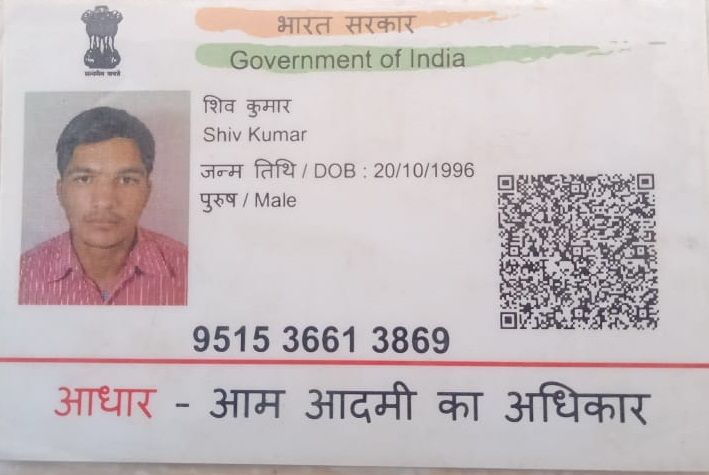 भारत सरकार
Government of India
सत्यमेव जयते
शिव कुमार
Shiv Kumar
जन्म तिथि / DOB : 20/10/1996
पुरुष / Male
9515 3661 3869
आधार - आम आदमी का अधिकार